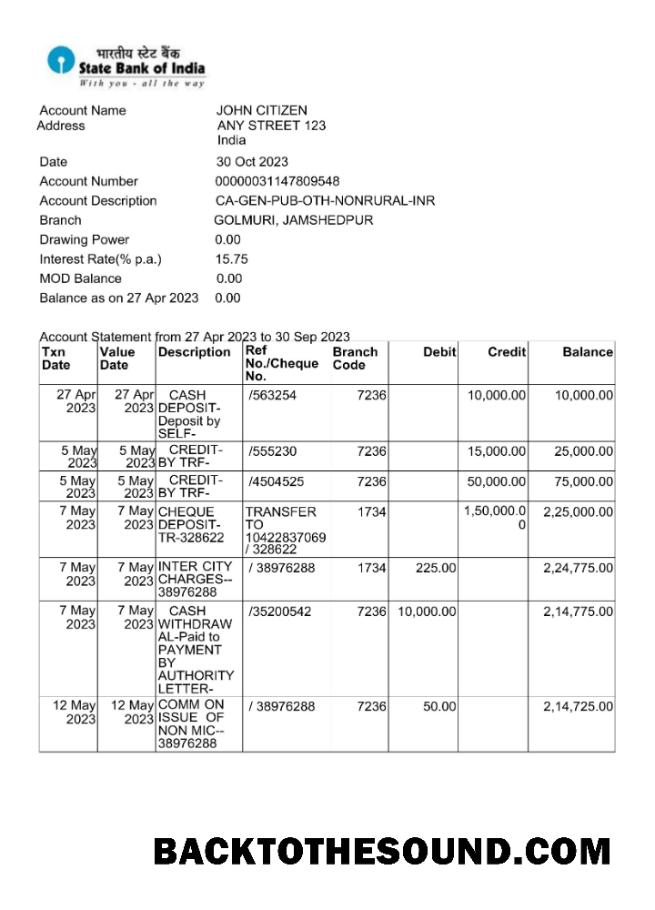 भारतीय स्टेट बैंक
State Bank of India
With you - all the way
Account Name JOHN CITIZEN
Address ANY STREET 123
India
Date 30 Oct 2023
Account Number 00000031147809548
Account Description CA-GEN-PUB-OTH-NONRURAL-INR
Branch GOLMURI, JAMSHEDPUR
Drawing Power 0.00
Interest Rate(% p.a.) 15.75
MOD Balance 0.00
Balance as on 27 Apr 2023 0.00
Account Statement from 27 Apr 2023 to 30 Sep 2023
Txn Value Description Ref Branch Debit Credit Balance
Date Date No./Cheque Code
No.
27 Apr 27 Apr CASH /563254 7236 10,000.00 10,000.00
2023 2023 DEPOSIT-
Deposit by
SELF-
5 May 5 May CREDIT- /555230 7236 15,000.00 25,000.00
2023 2023 BY TRF-
5 May 5 May CREDIT- /4504525 7236 50,000.00 75,000.00
2023 2023 BY TRF-
7 May 7 May CHEQUE TRANSFER 1734 1,50,000.0 2,25,000.00
2023 2023 DEPOSIT- TO 0
TR-328622 10422837069
/ 328622
7 May 7 May INTER CITY / 38976288 1734 225.00 2,24,775.00
2023 2023 CHARGES--
38976288
7 May 7 May CASH /35200542 7236 10,000.00 2,14,775.00
2023 2023 WITHDRAW
AL-Paid to
PAYMENT
BY
AUTHORITY
LETTER-
12 May 12 May COMM ON / 38976288 7236 50.00 2,14,725.00
2023 2023 ISSUE OF
NON MIC--
38976288
BACKTOTHESOUND.COM